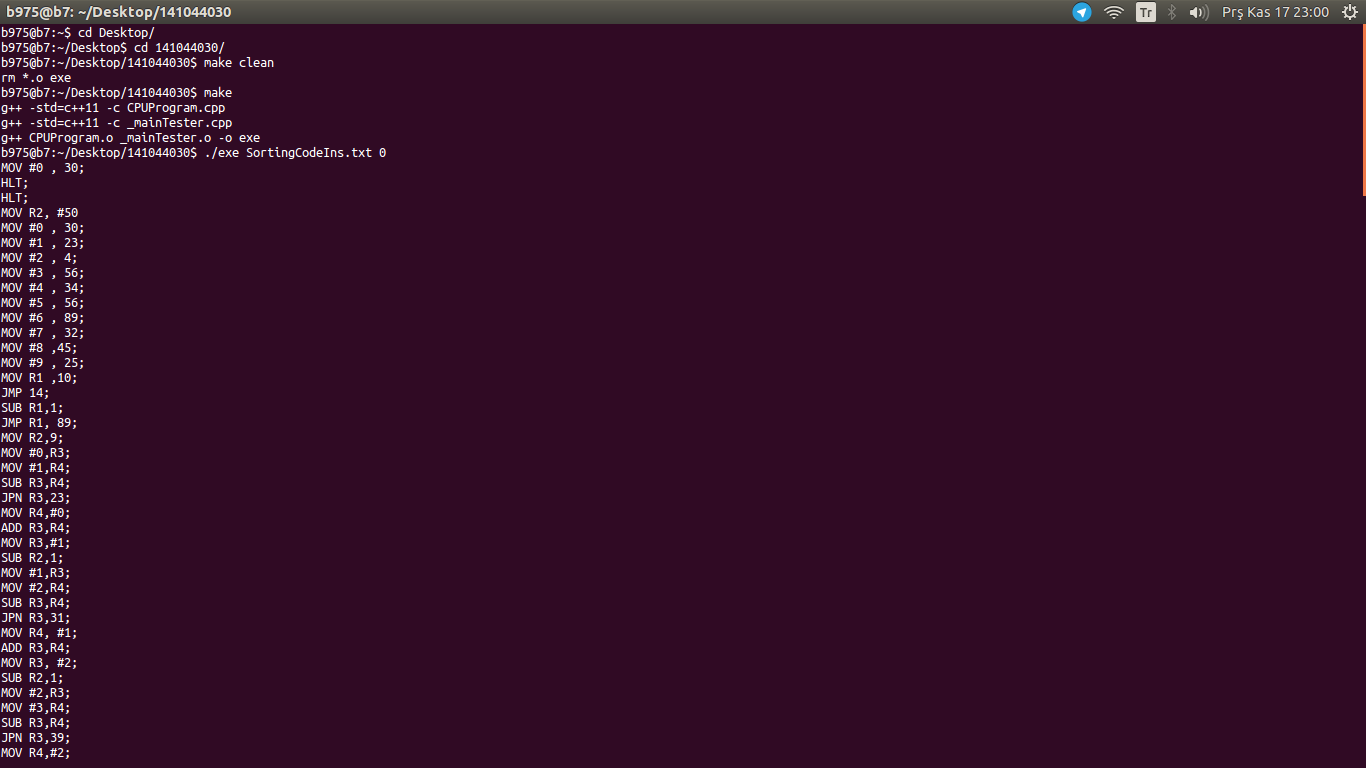 b975@b7: ~/Desktop/141044030
Tr
Prş Kas 17 23:00
b975@b7:~$ cd Desktop/
b975@b7:~/Desktop$ cd 141044030/
b975@b7:~/Desktop/141044030$ make clean
rm *.o exe
b975@b7:~/Desktop/141044030$ make
g++ -std=c++11 -c CPUProgram.cpp
g++ -std=c++11 -c _mainTester.cpp
g++ CPUProgram.o _mainTester.o -o exe
b975@b7:~/Desktop/141044030$ ./exe SortingCodeIns.txt 0
MOV #0 , 30;
HLT;
HLT;
MOV R2, #50
MOV #0 , 30;
MOV #1 , 23;
MOV #2 , 4;
MOV #3 , 56;
MOV #4 , 34;
MOV #5 , 56;
MOV #6 , 89;
MOV #7 , 32;
MOV #8 ,45;
MOV #9 , 25;
MOV R1 ,10;
JMP 14;
SUB R1,1;
JMP R1, 89;
MOV R2,9;
MOV #0,R3;
MOV #1,R4;
SUB R3,R4;
JPN R3,23;
MOV R4,#0;
ADD R3,R4;
MOV R3,#1;
SUB R2,1;
MOV #1,R3;
MOV #2,R4;
SUB R3,R4;
JPN R3,31;
MOV R4, #1;
ADD R3,R4;
MOV R3, #2;
SUB R2,1;
MOV #2,R3;
MOV #3,R4;
SUB R3,R4;
JPN R3,39;
MOV R4,#2;